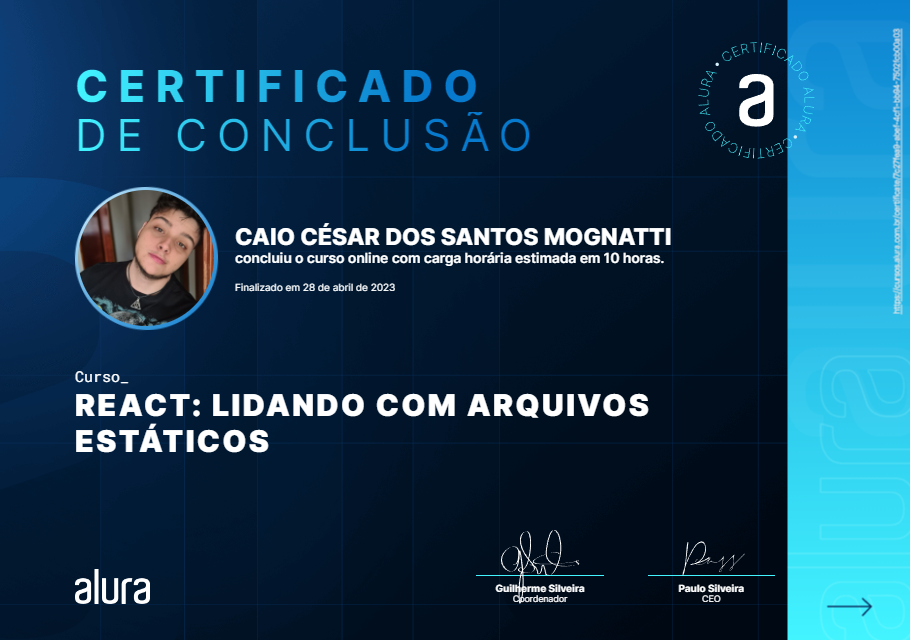 CERTIFICADO
DE CONCLUSÃO
CERTIFICADO ALURA • CERTIFICADO ALURA •
a
CAIO CÉSAR DOS SANTOS MOGNATTI
concluiu o curso online com carga horária estimada em 10 horas.
Finalizado em 28 de abril de 2023
Curso_
REACT: LIDANDO COM ARQUIVOS
ESTÁTICOS
alura
Guilherme Silveira
Coordenador
Paulo Silveira
CEO
alura